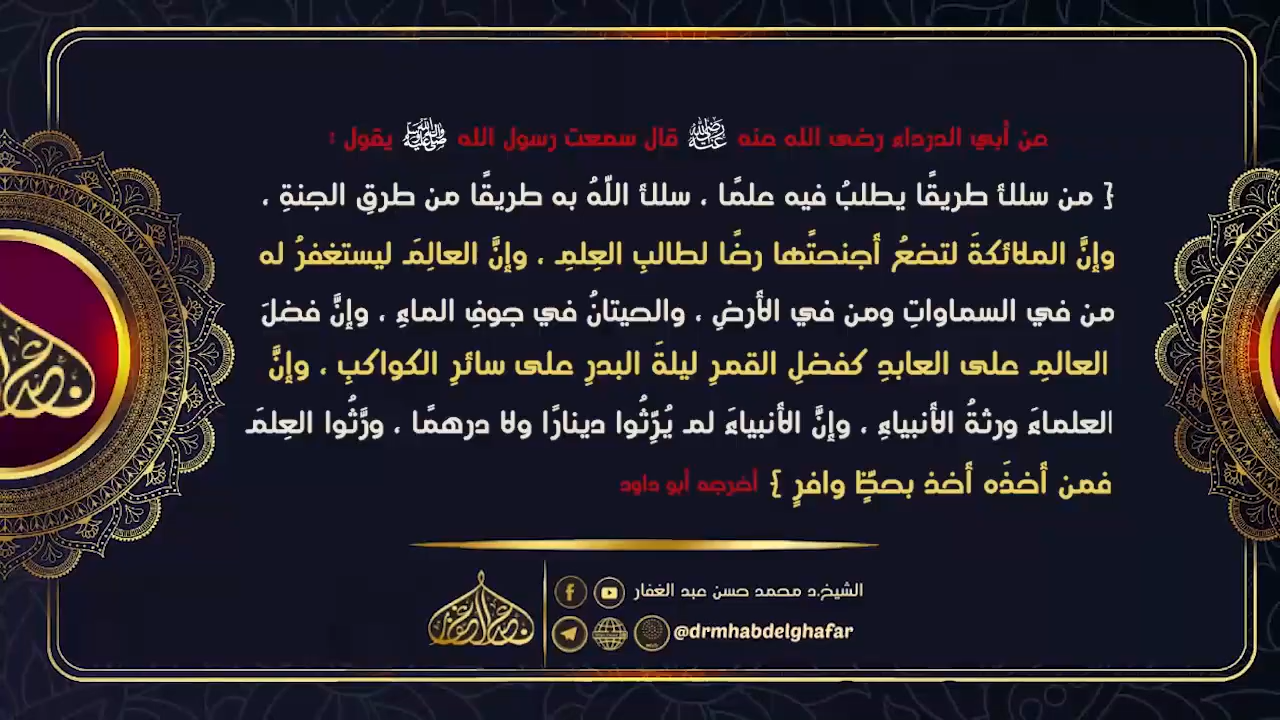 عن أبي الدرداء رضى الله عنه رَضِيَ اللَّهُ عَنْهُ قال سمعت رسول الله ﷺ يقول :
{ من سلك طريقًا يطلبُ فيه علمًا ، سلك اللّهُ به طريقًا من طرقِ الجنةِ ،
وإنَّ الملائكةَ لتضعُ أجنحتَها رضًا لطالبِ العِلمِ ، وإنَّ العالِمَ ليستغفرُ له
من في السماواتِ ومن في الأرضِ ، والحيتانُ في جوفِ الماءِ ، وإنَّ فضلَ
العالمِ على العابدِ كفضلِ القمرِ ليلةَ البدرِ على سائرِ الكواكبِ ، وإنَّ
العلماءَ ورثةُ الأنبياءِ ، وإنَّ الأنبياءَ لم يُرِّثُوا دينارًا ولا درهمًا ، ورَّثُوا العِلمَ
فمن أخذَه أخذ بحظٍّ وافرٍ } أخرجه أبو داود
الشيخ.د محمد حسن عبد الغفار
@drmhabdelghafar